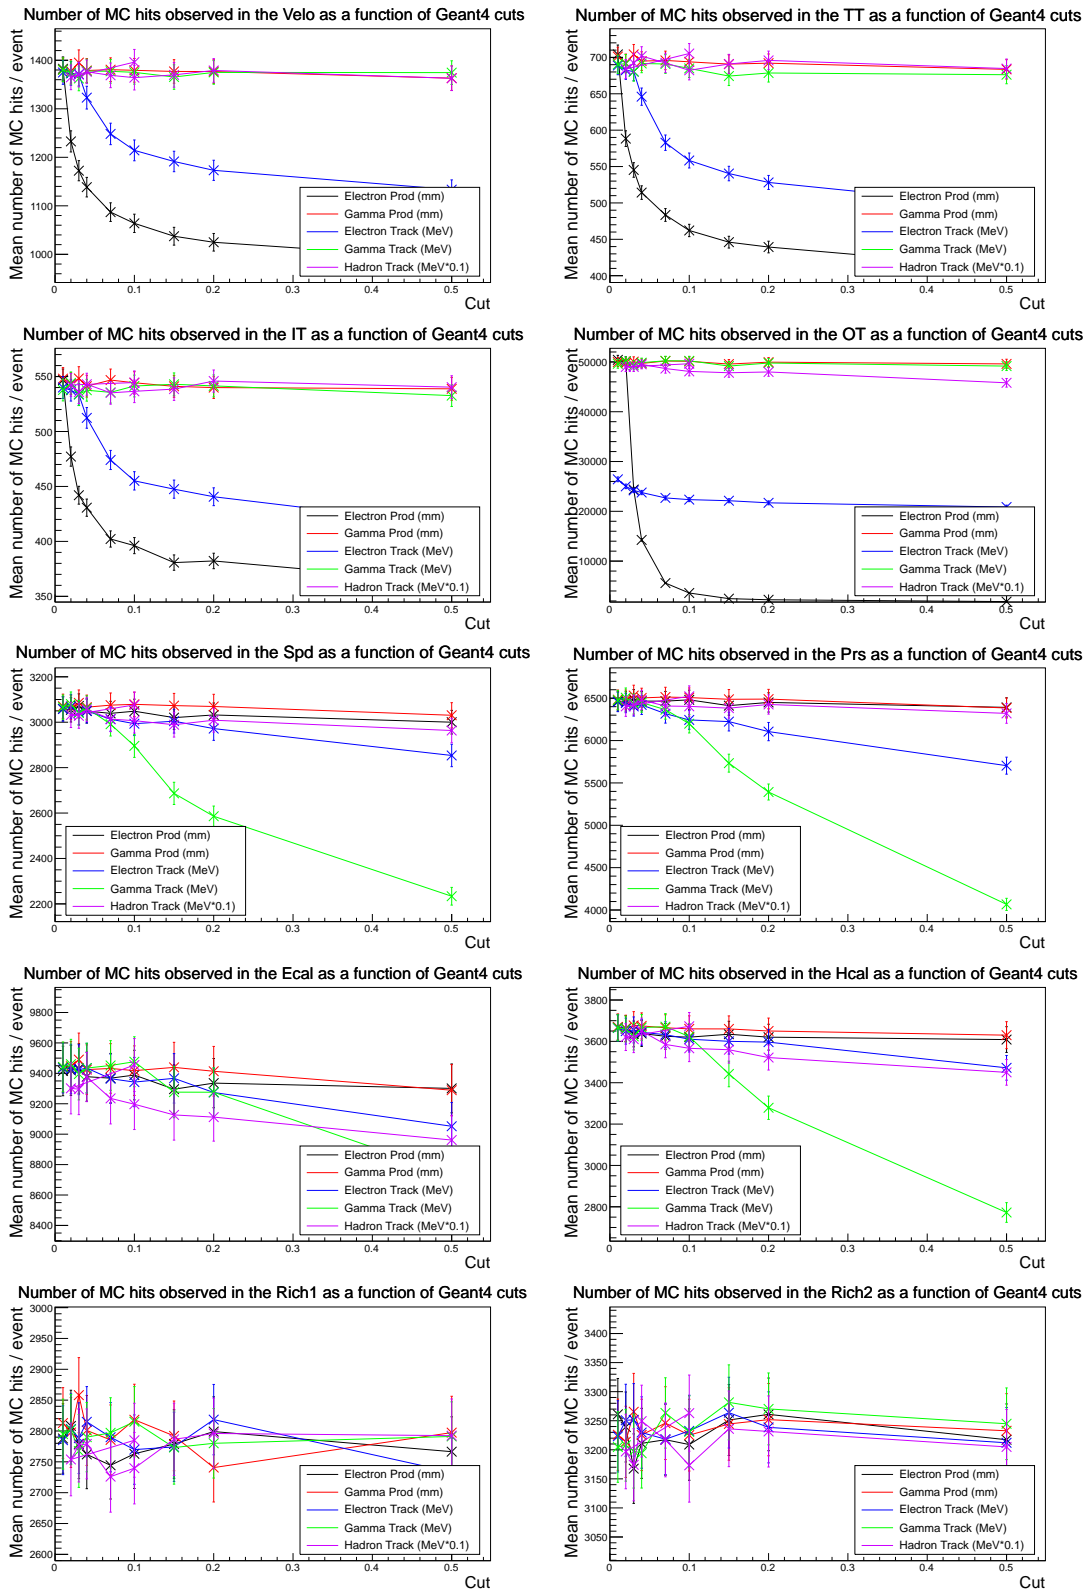 Number of MC hits observed in the Velo as a function of Geant4 cuts
Mean number of MC hits / event
1400
1300
1200
1100
1000
0
0.1
0.2
0.3
0.4
0.5
Cut
Electron Prod (mm)
Gamma Prod (mm)
Electron Track (MeV)
Gamma Track (MeV)
Hadron Track (MeV*0.1)
Number of MC hits observed in the TT as a function of Geant4 cuts
Mean number of MC hits / event
700
650
600
550
500
450
400
0
0.1
0.2
0.3
0.4
0.5
Cut
Electron Prod (mm)
Gamma Prod (mm)
Electron Track (MeV)
Gamma Track (MeV)
Hadron Track (MeV*0.1)
Number of MC hits observed in the IT as a function of Geant4 cuts
Mean number of MC hits / event
550
500
450
400
350
0
0.1
0.2
0.3
0.4
0.5
Cut
Electron Prod (mm)
Gamma Prod (mm)
Electron Track (MeV)
Gamma Track (MeV)
Hadron Track (MeV*0.1)
Number of MC hits observed in the OT as a function of Geant4 cuts
Mean number of MC hits / event
50000
40000
30000
20000
10000
0
0.1
0.2
0.3
0.4
0.5
Cut
Electron Prod (mm)
Gamma Prod (mm)
Electron Track (MeV)
Gamma Track (MeV)
Hadron Track (MeV*0.1)
Number of MC hits observed in the Spd as a function of Geant4 cuts
Mean number of MC hits / event
3200
3000
2800
2600
2400
2200
0
0.1
0.2
0.3
0.4
0.5
Cut
Electron Prod (mm)
Gamma Prod (mm)
Electron Track (MeV)
Gamma Track (MeV)
Hadron Track (MeV*0.1)
Number of MC hits observed in the Prs as a function of Geant4 cuts
Mean number of MC hits / event
6500
6000
5500
5000
4500
4000
0
0.1
0.2
0.3
0.4
0.5
Cut
Electron Prod (mm)
Gamma Prod (mm)
Electron Track (MeV)
Gamma Track (MeV)
Hadron Track (MeV*0.1)
Number of MC hits observed in the Ecal as a function of Geant4 cuts
Mean number of MC hits / event
9800
9600
9400
9200
9000
8800
8600
8400
0
0.1
0.2
0.3
0.4
0.5
Cut
Electron Prod (mm)
Gamma Prod (mm)
Electron Track (MeV)
Gamma Track (MeV)
Hadron Track (MeV*0.1)
Number of MC hits observed in the Hcal as a function of Geant4 cuts
Mean number of MC hits / event
3800
3600
3400
3200
3000
2800
0
0.1
0.2
0.3
0.4
0.5
Cut
Electron Prod (mm)
Gamma Prod (mm)
Electron Track (MeV)
Gamma Track (MeV)
Hadron Track (MeV*0.1)
Number of MC hits observed in the Rich1 as a function of Geant4 cuts
Mean number of MC hits / event
3000
2950
2900
2850
2800
2750
2700
2650
2600
0
0.1
0.2
0.3
0.4
0.5
Cut
Electron Prod (mm)
Gamma Prod (mm)
Electron Track (MeV)
Gamma Track (MeV)
Hadron Track (MeV*0.1)
Number of MC hits observed in the Rich2 as a function of Geant4 cuts
Mean number of MC hits / event
3400
3350
3300
3250
3200
3150
3100
3050
0
0.1
0.2
0.3
0.4
0.5
Cut
Electron Prod (mm)
Gamma Prod (mm)
Electron Track (MeV)
Gamma Track (MeV)
Hadron Track (MeV*0.1)